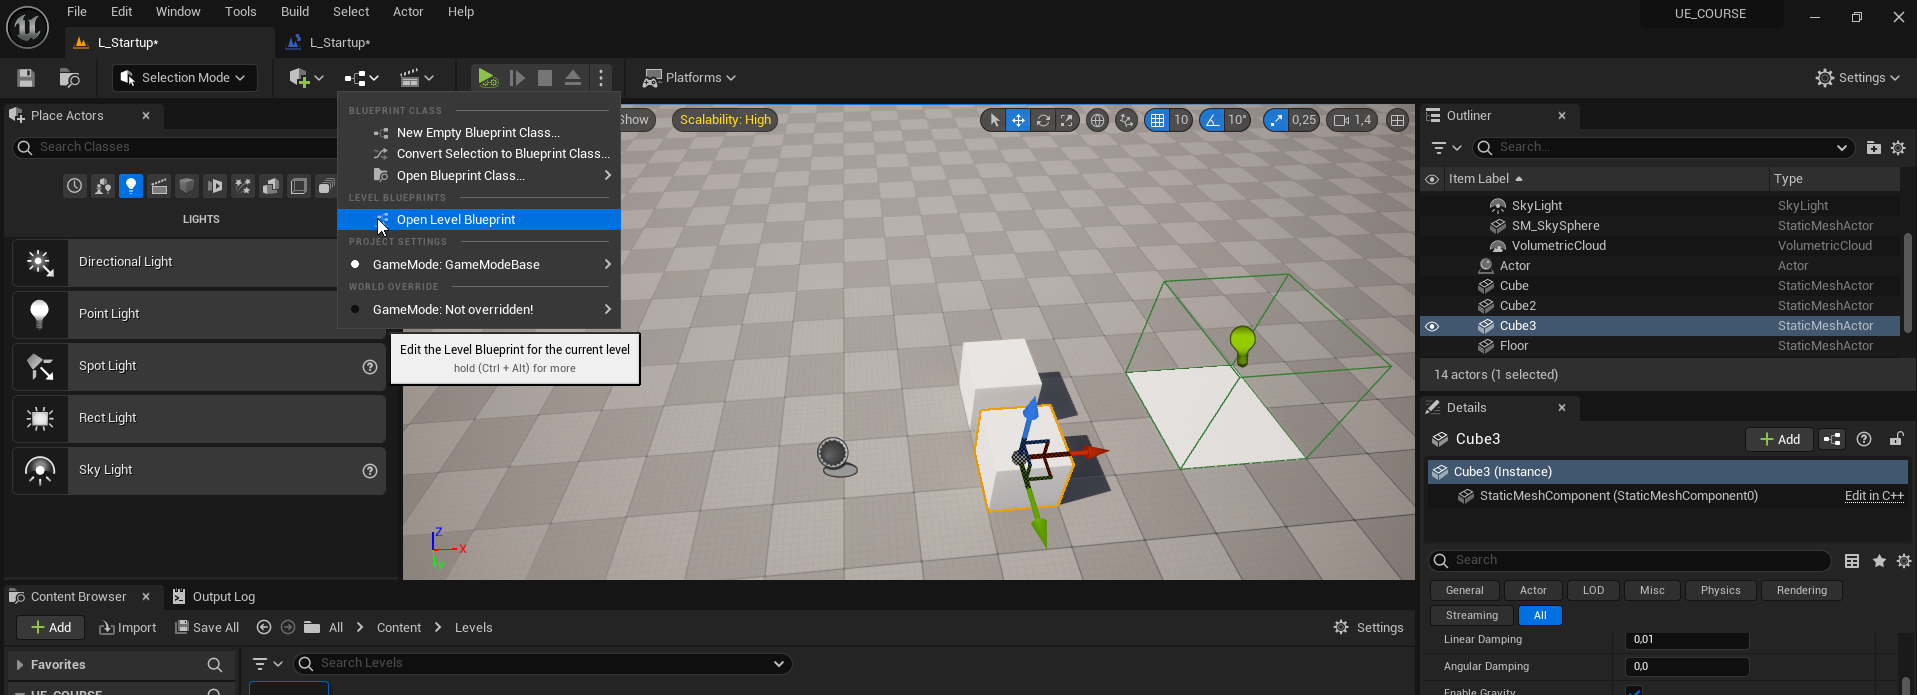 File Edit Window Tools Build Select Actor Help
UE_COURSE
L_Startup*
L_Startup*
Selection Mode
Platforms
Settings
Place Actors
Search Classes
LIGHTS
Directional Light
Point Light
Spot Light
Rect Light
Sky Light
BLUEPRINT CLASS
New Empty Blueprint Class...
Convert Selection to Blueprint Class...
Open Blueprint Class...
LEVEL BLUEPRINTS
Open Level Blueprint
PROJECT SETTINGS
GameMode: GameModeBase
WORLD OVERRIDE
GameMode: Not overridden!
Edit the Level Blueprint for the current level
hold (Ctrl + Alt) for more
Show
Scalability: High
10
10°
0,25
1,4
Z
X
Y
Outliner
Search...
Item Label Type
SkyLight SkyLight
SM_SkySphere StaticMeshActor
VolumetricCloud VolumetricCloud
Actor Actor
Cube StaticMeshActor
Cube2 StaticMeshActor
Cube3 StaticMeshActor
Floor StaticMeshActor
14 actors (1 selected)
Details
Cube3
Add
Cube3 (Instance)
StaticMeshComponent (StaticMeshComponent0) Edit in C++
Search
General Actor LOD Misc Physics Rendering
Streaming All
Linear Damping 0,01
Angular Damping 0,0
Enable Gravity
Content Browser
Output Log
Add Import Save All All Content Levels
Settings
Favorites
Search Levels
UE_COURSE